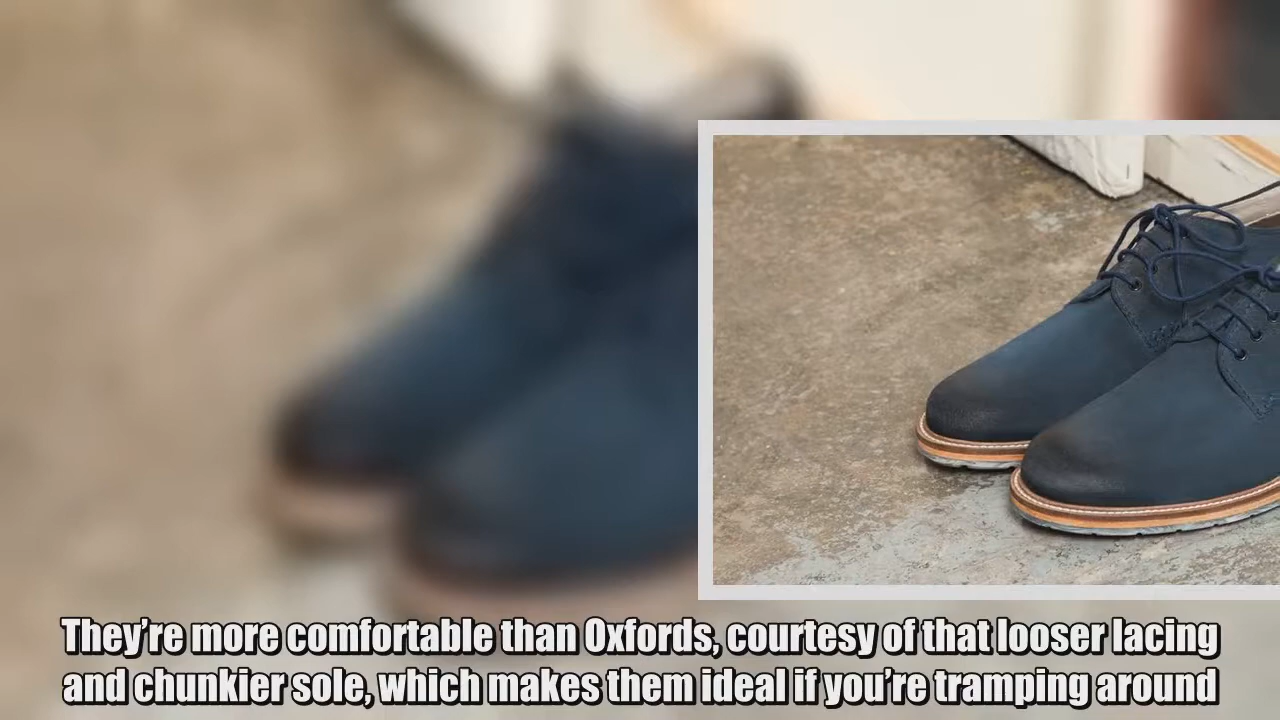 They’re more comfortable than Oxfords, courtesy of that looser lacing
and chunkier sole, which makes them ideal if you’re tramping around